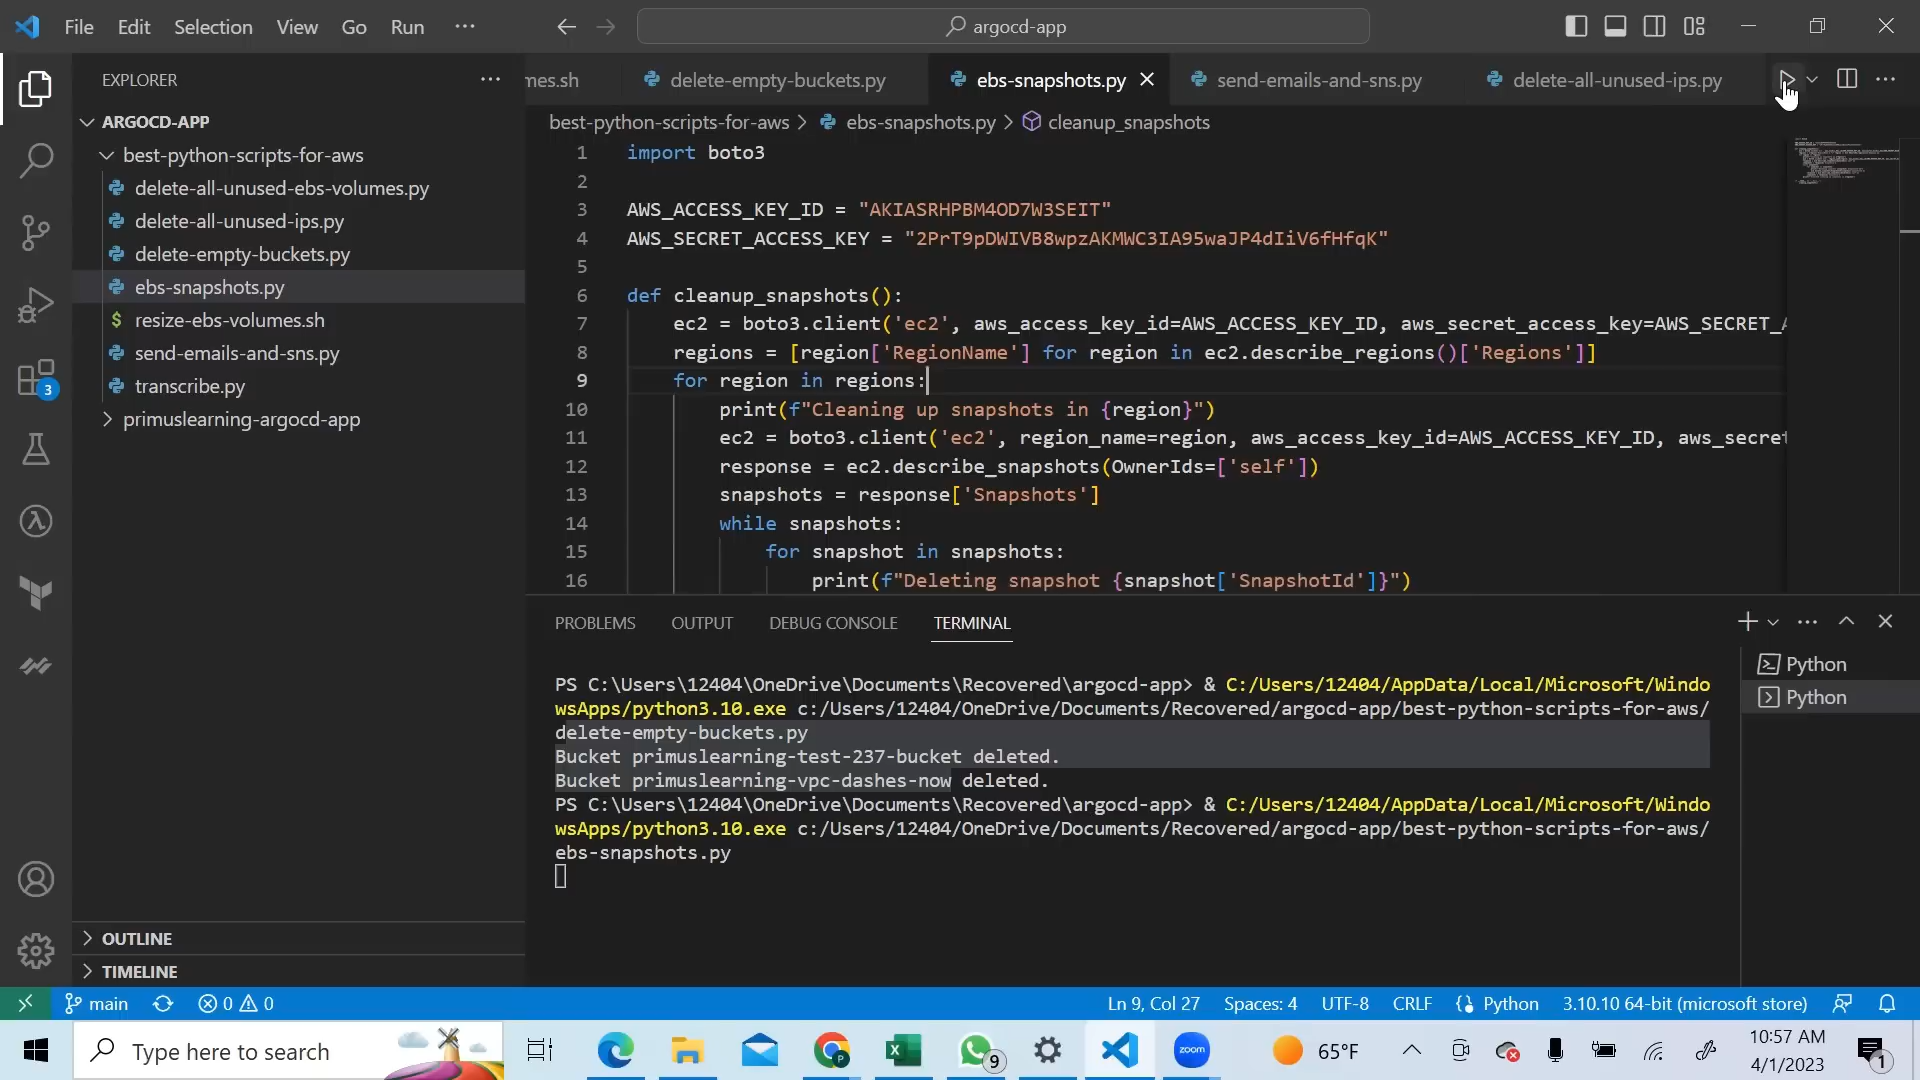 File Edit Selection View Go Run ···
argocd-app
EXPLORER
ARGOCD-APP
best-python-scripts-for-aws
delete-all-unused-ebs-volumes.py
delete-all-unused-ips.py
delete-empty-buckets.py
ebs-snapshots.py
$ resize-ebs-volumes.sh
send-emails-and-sns.py
transcribe.py
primuslearning-argocd-app
3
OUTLINE
TIMELINE
mes.sh delete-empty-buckets.py ebs-snapshots.py send-emails-and-sns.py delete-all-unused-ips.py
best-python-scripts-for-aws > ebs-snapshots.py > cleanup_snapshots
1 import boto3
2
3 AWS_ACCESS_KEY_ID = "AKIASRHPBM4OD7W3SEIT"
4 AWS_SECRET_ACCESS_KEY = "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"
5
6 def cleanup_snapshots():
7 ec2 = boto3.client('ec2', aws_access_key_id=AWS_ACCESS_KEY_ID, aws_secret_access_key=AWS_SECRET_A
8 regions = [region['RegionName'] for region in ec2.describe_regions()['Regions']]
9 for region in regions:
10 print(f"Cleaning up snapshots in {region}")
11 ec2 = boto3.client('ec2', region_name=region, aws_access_key_id=AWS_ACCESS_KEY_ID, aws_secret
12 response = ec2.describe_snapshots(OwnerIds=['self'])
13 snapshots = response['Snapshots']
14 while snapshots:
15 for snapshot in snapshots:
16 print(f"Deleting snapshot {snapshot['SnapshotId']}")
PROBLEMS OUTPUT DEBUG CONSOLE TERMINAL
PS C:\Users\12404\OneDrive\Documents\Recovered\argocd-app> & C:/Users/12404/AppData/Local/Microsoft/Windo
wsApps/python3.10.exe c:/Users/12404/OneDrive/Documents/Recovered/argocd-app/best-python-scripts-for-aws/
delete-empty-buckets.py
Bucket primuslearning-test-237-bucket deleted.
Bucket primuslearning-vpc-dashes-now deleted.
PS C:\Users\12404\OneDrive\Documents\Recovered\argocd-app> & C:/Users/12404/AppData/Local/Microsoft/Windo
wsApps/python3.10.exe c:/Users/12404/OneDrive/Documents/Recovered/argocd-app/best-python-scripts-for-aws/
ebs-snapshots.py
Python
Python
main 0 0 Ln 9, Col 27 Spaces: 4 UTF-8 CRLF Python 3.10.10 64-bit (microsoft store)
Type here to search
P
9
zoom
65°F
10:57 AM
4/1/2023
1